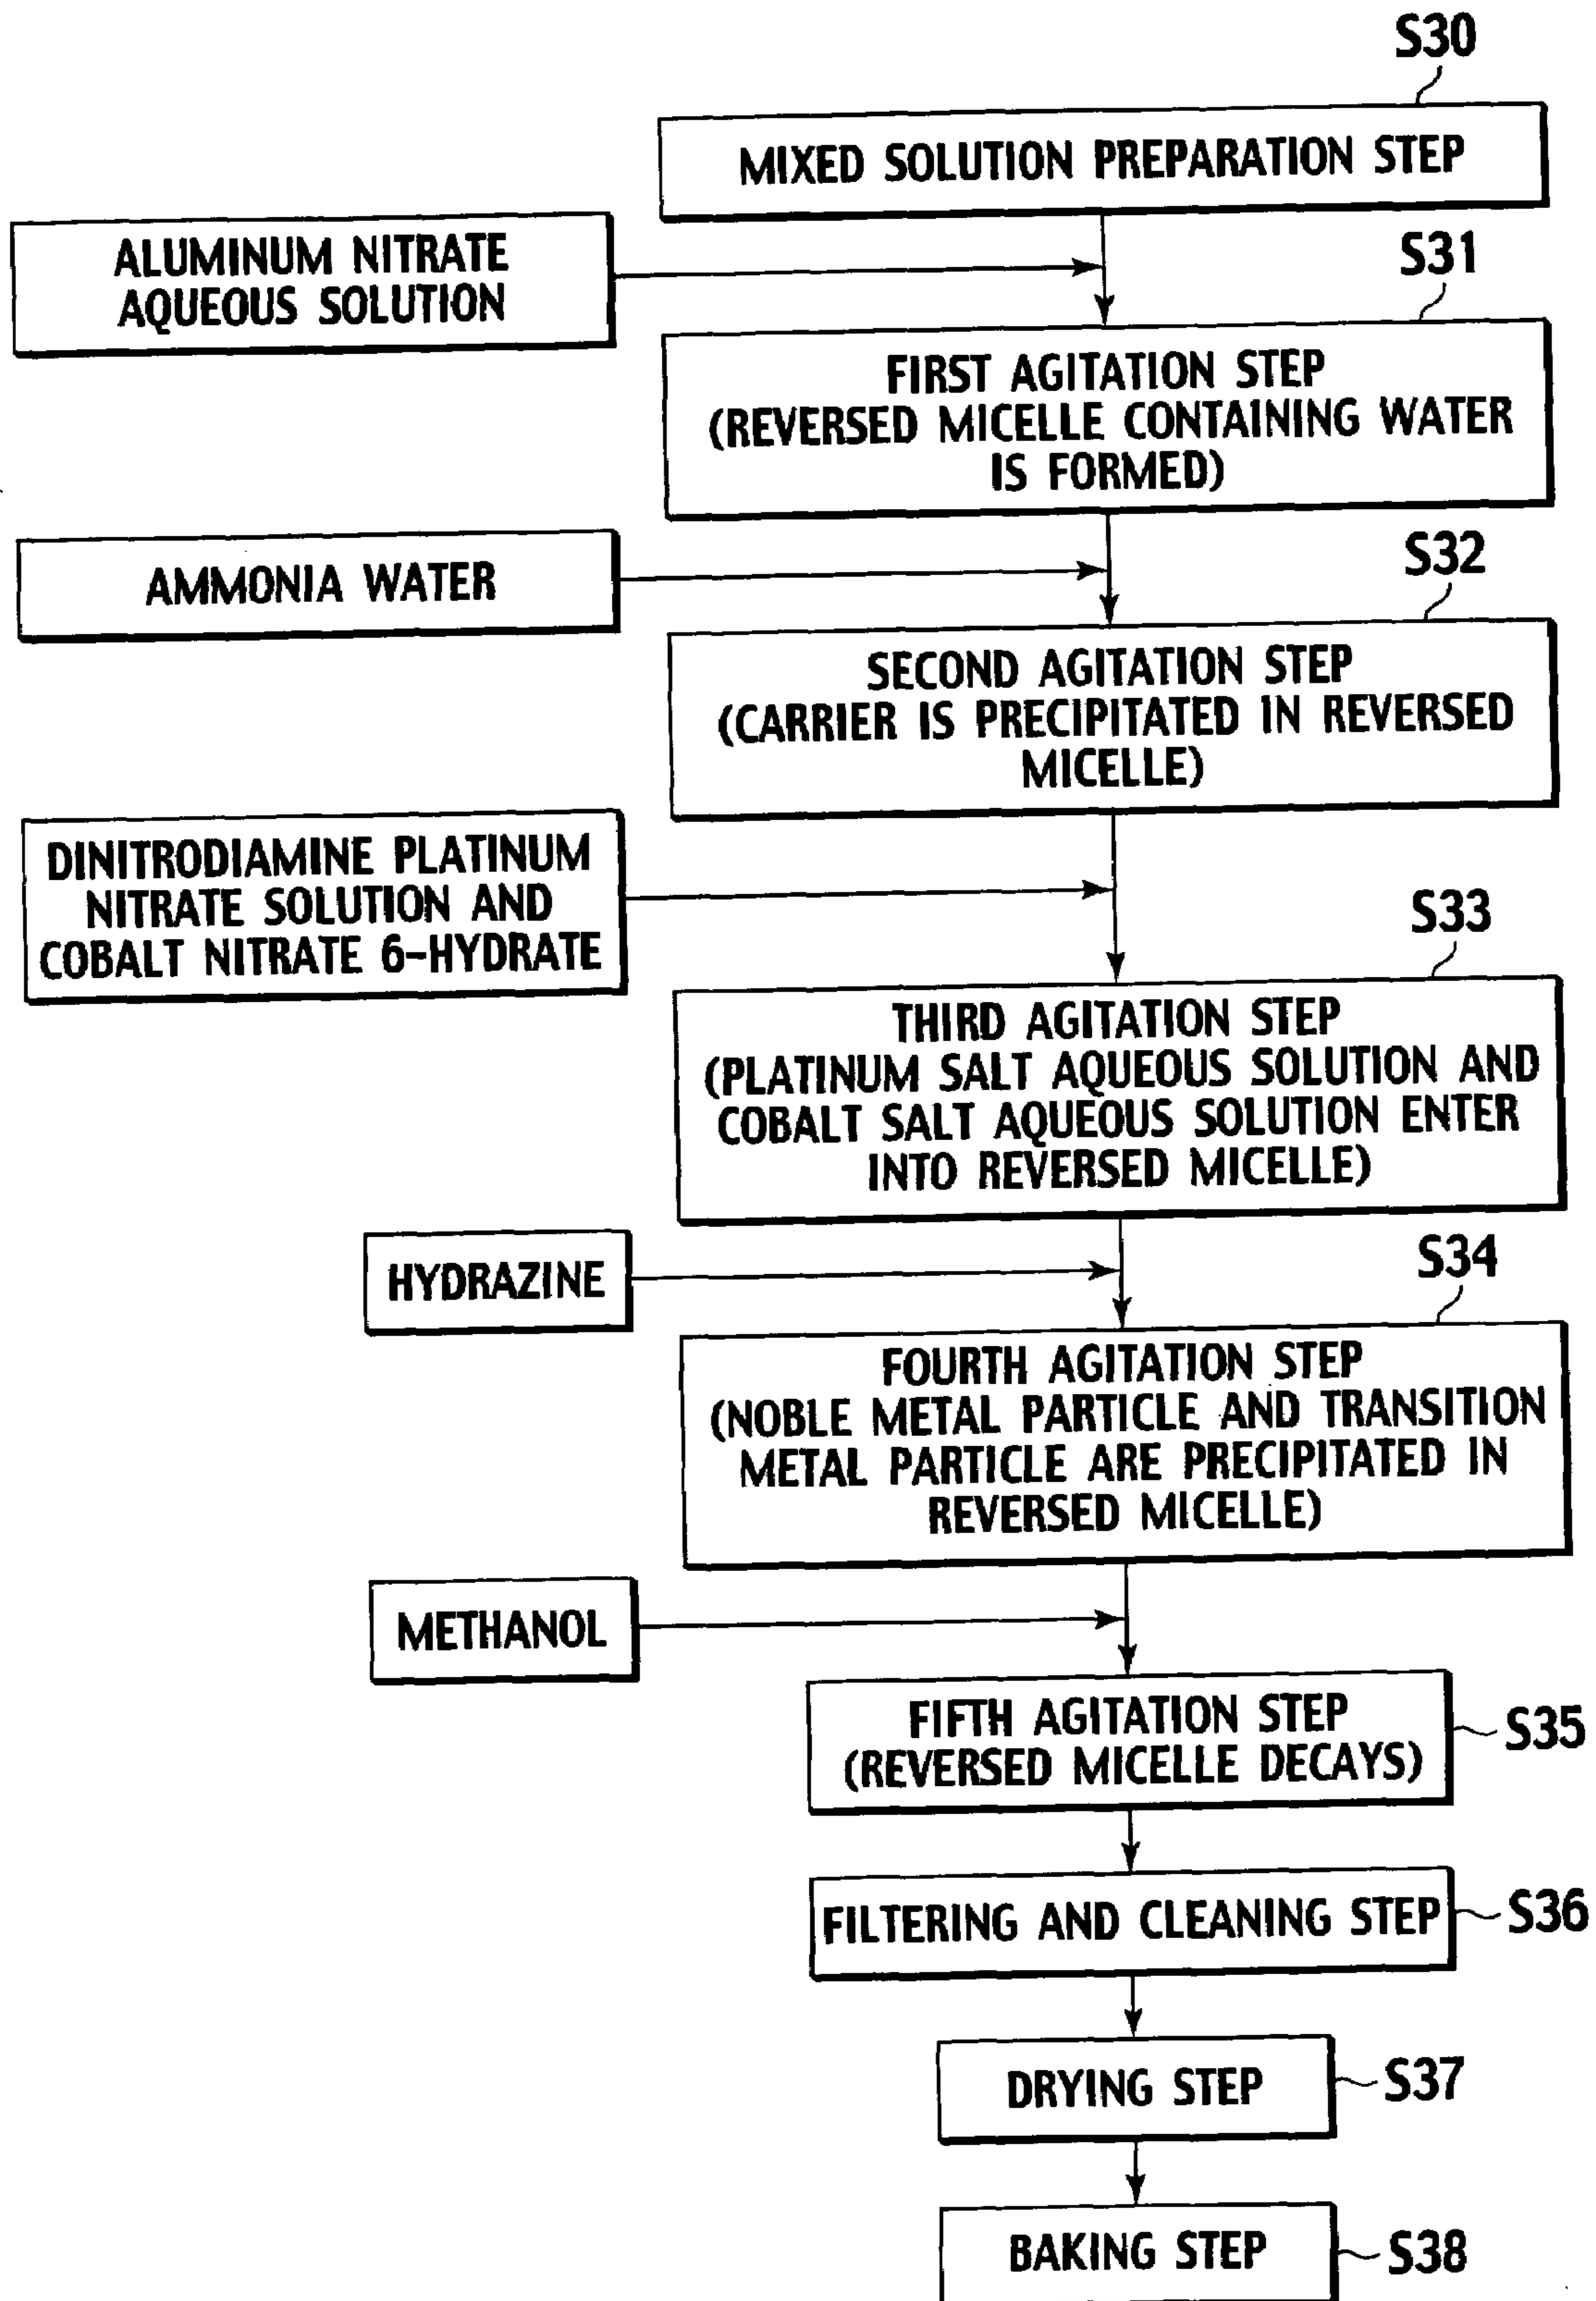 S30
MIXED SOLUTION PREPARATION STEP
ALUMINUM NITRATE
AQUEOUS SOLUTION
S31
FIRST AGITATION STEP
(REVERSED MICELLE CONTAINING WATER
IS FORMED)
AMMONIA WATER
S32
SECOND AGITATION STEP
(CARRIER IS PRECIPITATED IN REVERSED
MICELLE)
DINITRODIAMINE PLATINUM
NITRATE SOLUTION AND
COBALT NITRATE 6-HYDRATE
S33
THIRD AGITATION STEP
(PLATINUM SALT AQUEOUS SOLUTION AND
COBALT SALT AQUEOUS SOLUTION ENTER
INTO REVERSED MICELLE)
HYDRAZINE
S34
FOURTH AGITATION STEP
(NOBLE METAL PARTICLE AND TRANSITION
METAL PARTICLE ARE PRECIPITATED IN
REVERSED MICELLE)
METHANOL
FIFTH AGITATION STEP
(REVERSED MICELLE DECAYS)
S35
FILTERING AND CLEANING STEP
S36
DRYING STEP
S37
BAKING STEP
S38